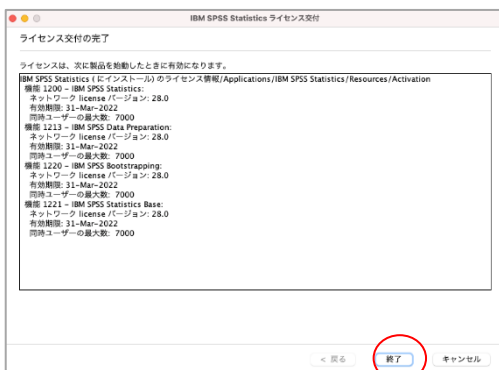 IBM SPSS Statistics ライセンス交付
ライセンス交付の完了
ライセンスは、次に製品を始動したときに有効になります。
IBM SPSS Statistics ( にインストール) のライセンス情報/Applications/IBM SPSS Statistics/Resources/Activation
機能 1200 – IBM SPSS Statistics:
ネットワーク license バージョン: 28.0
有効期限: 31-Mar-2022
同時ユーザーの最大数: 7000
機能 1213 – IBM SPSS Data Preparation:
ネットワーク license バージョン: 28.0
有効期限: 31-Mar-2022
同時ユーザーの最大数: 7000
機能 1220 – IBM SPSS Bootstrapping:
ネットワーク license バージョン: 28.0
有効期限: 31-Mar-2022
同時ユーザーの最大数: 7000
機能 1221 – IBM SPSS Statistics Base:
ネットワーク license バージョン: 28.0
有効期限: 31-Mar-2022
同時ユーザーの最大数: 7000
< 戻る 終了 キャンセル